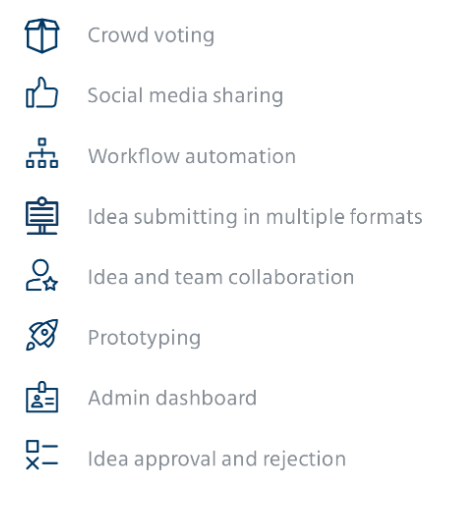 Crowd voting
Social media sharing
Workflow automation
Idea submitting in multiple formats
Idea and team collaboration
Prototyping
Admin dashboard
Idea approval and rejection